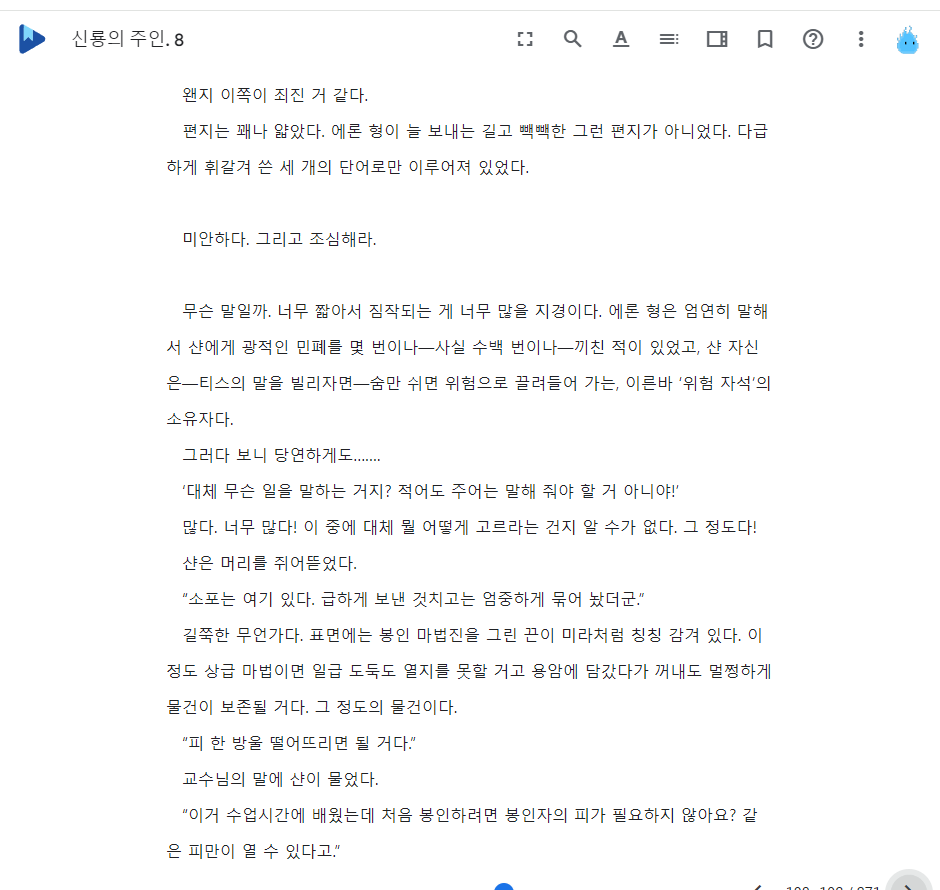 신룡의 주인. 8
왠지 이쪽이 죄진 거 같다.
편지는 꽤나 얇았다. 에론 형이 늘 보내는 길고 빽빽한 그런 편지가 아니었다. 다급
하게 휘갈겨 쓴 세 개의 단어로만 이루어져 있었다.
미안하다. 그리고 조심해라.
무슨 말일까. 너무 짧아서 짐작되는 게 너무 많을 지경이다. 에론 형은 엄연히 말해
서 샨에게 광적인 민폐를 몇 번이나―사실 수백 번이나―끼친 적이 있었고, 샨 자신
은―티스의 말을 빌리자면―숨만 쉬면 위험으로 끌려들어 가는, 이른바 ‘위험 자석’의
소유자다.
그러다 보니 당연하게도…….
‘대체 무슨 일을 말하는 거지? 적어도 주어는 말해 줘야 할 거 아니야!’
많다. 너무 많다! 이 중에 대체 뭘 어떻게 고르라는 건지 알 수가 없다. 그 정도다!
샨은 머리를 쥐어뜯었다.
“소포는 여기 있다. 급하게 보낸 것치고는 엄중하게 묶어 놨더군.”
길쭉한 무언가다. 표면에는 봉인 마법진을 그린 끈이 미라처럼 칭칭 감겨 있다. 이
정도 상급 마법이면 일급 도둑도 열지를 못할 거고 용암에 담갔다가 꺼내도 멀쩡하게
물건이 보존될 거다. 그 정도의 물건이다.
“피 한 방울 떨어뜨리면 될 거다.”
교수님의 말에 샨이 물었다.
“이거 수업시간에 배웠는데 처음 봉인하려면 봉인자의 피가 필요하지 않아요? 같
은 피만이 열 수 있다고.”